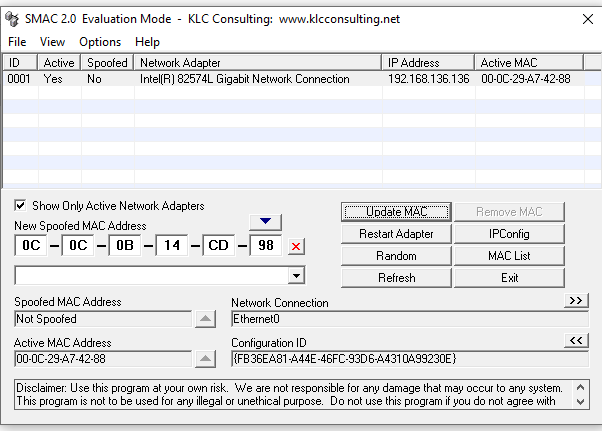 SMAC 2.0 Evaluation Mode - KLC Consulting: www.klcconsulting.net
File View Options Help
ID Active Spoofed Network Adapter IP Address Active MAC
0001 Yes No Intel(R) 82574L Gigabit Network Connection 192.168.136.136 00-0C-29-A7-42-88
Show Only Active Network Adapters
New Spoofed MAC Address
0C - 0C - 0B - 14 - CD - 98
Update MAC Remove MAC
Restart Adapter IPConfig
Random MAC List
Refresh Exit
Spoofed MAC Address
Not Spoofed
Network Connection >>
Ethernet0
Active MAC Address
00-0C-29-A7-42-88
Configuration ID <<
{FB36EA81-A44E-46FC-93D6-A4310A99230E}
Disclaimer: Use this program at your own risk. We are not responsible for any damage that may occur to any system.
This program is not to be used for any illegal or unethical purpose. Do not use this program if you do not agree with